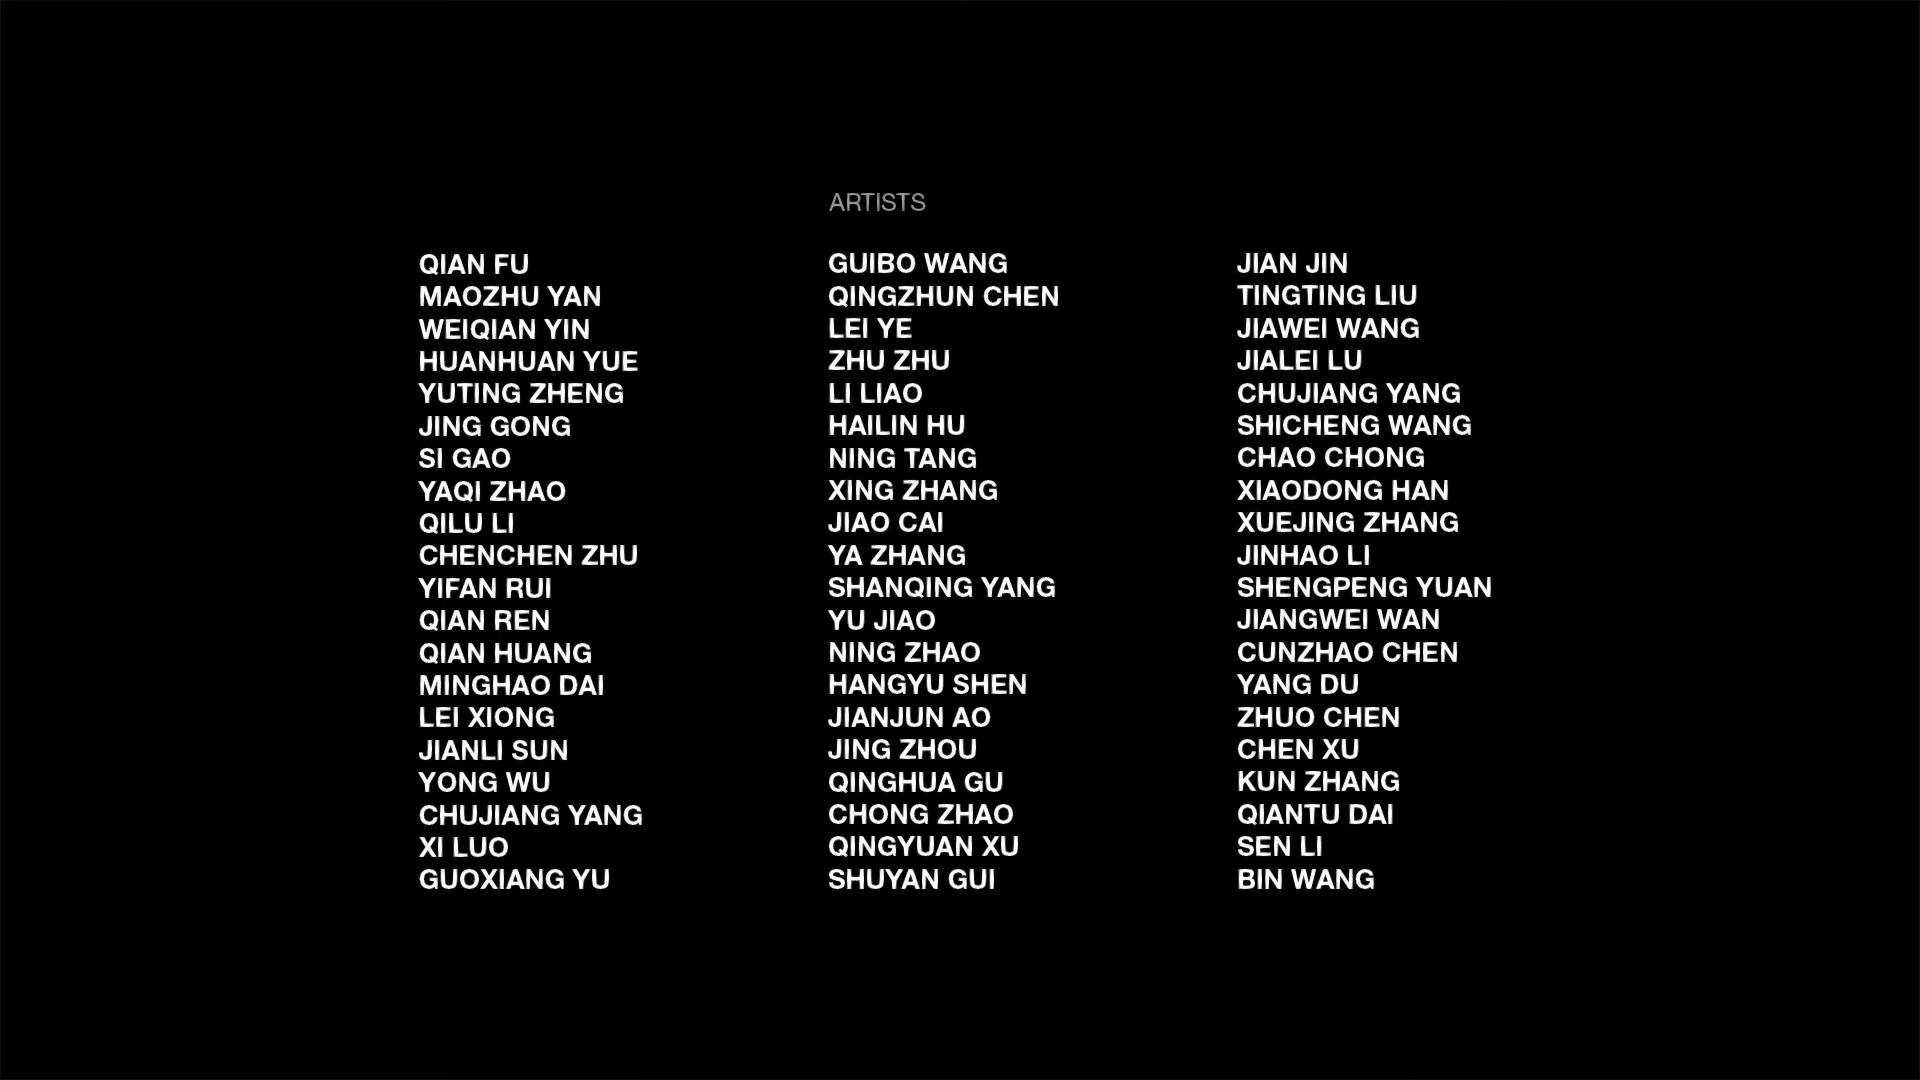 ARTISTS
QIAN FU
MAOZHU YAN
WEIQIAN YIN
HUANHUAN YUE
YUTING ZHENG
JING GONG
SI GAO
YAQI ZHAO
QILU LI
CHENCHEN ZHU
YIFAN RUI
QIAN REN
QIAN HUANG
MINGHAO DAI
LEI XIONG
JIANLI SUN
YONG WU
CHUJIANG YANG
XI LUO
GUOXIANG YU
GUIBO WANG
QINGZHUN CHEN
LEI YE
ZHU ZHU
LI LIAO
HAILIN HU
NING TANG
XING ZHANG
JIAO CAI
YA ZHANG
SHANQING YANG
YU JIAO
NING ZHAO
HANGYU SHEN
JIANJUN AO
JING ZHOU
QINGHUA GU
CHONG ZHAO
QINGYUAN XU
SHUYAN GUI
JIAN JIN
TINGTING LIU
JIAWEI WANG
JIALEI LU
CHUJIANG YANG
SHICHENG WANG
CHAO CHONG
XIAODONG HAN
XUEJING ZHANG
JINHAO LI
SHENGPENG YUAN
JIANGWEI WAN
CUNZHAO CHEN
YANG DU
ZHUO CHEN
CHEN XU
KUN ZHANG
QIANTU DAI
SEN LI
BIN WANG